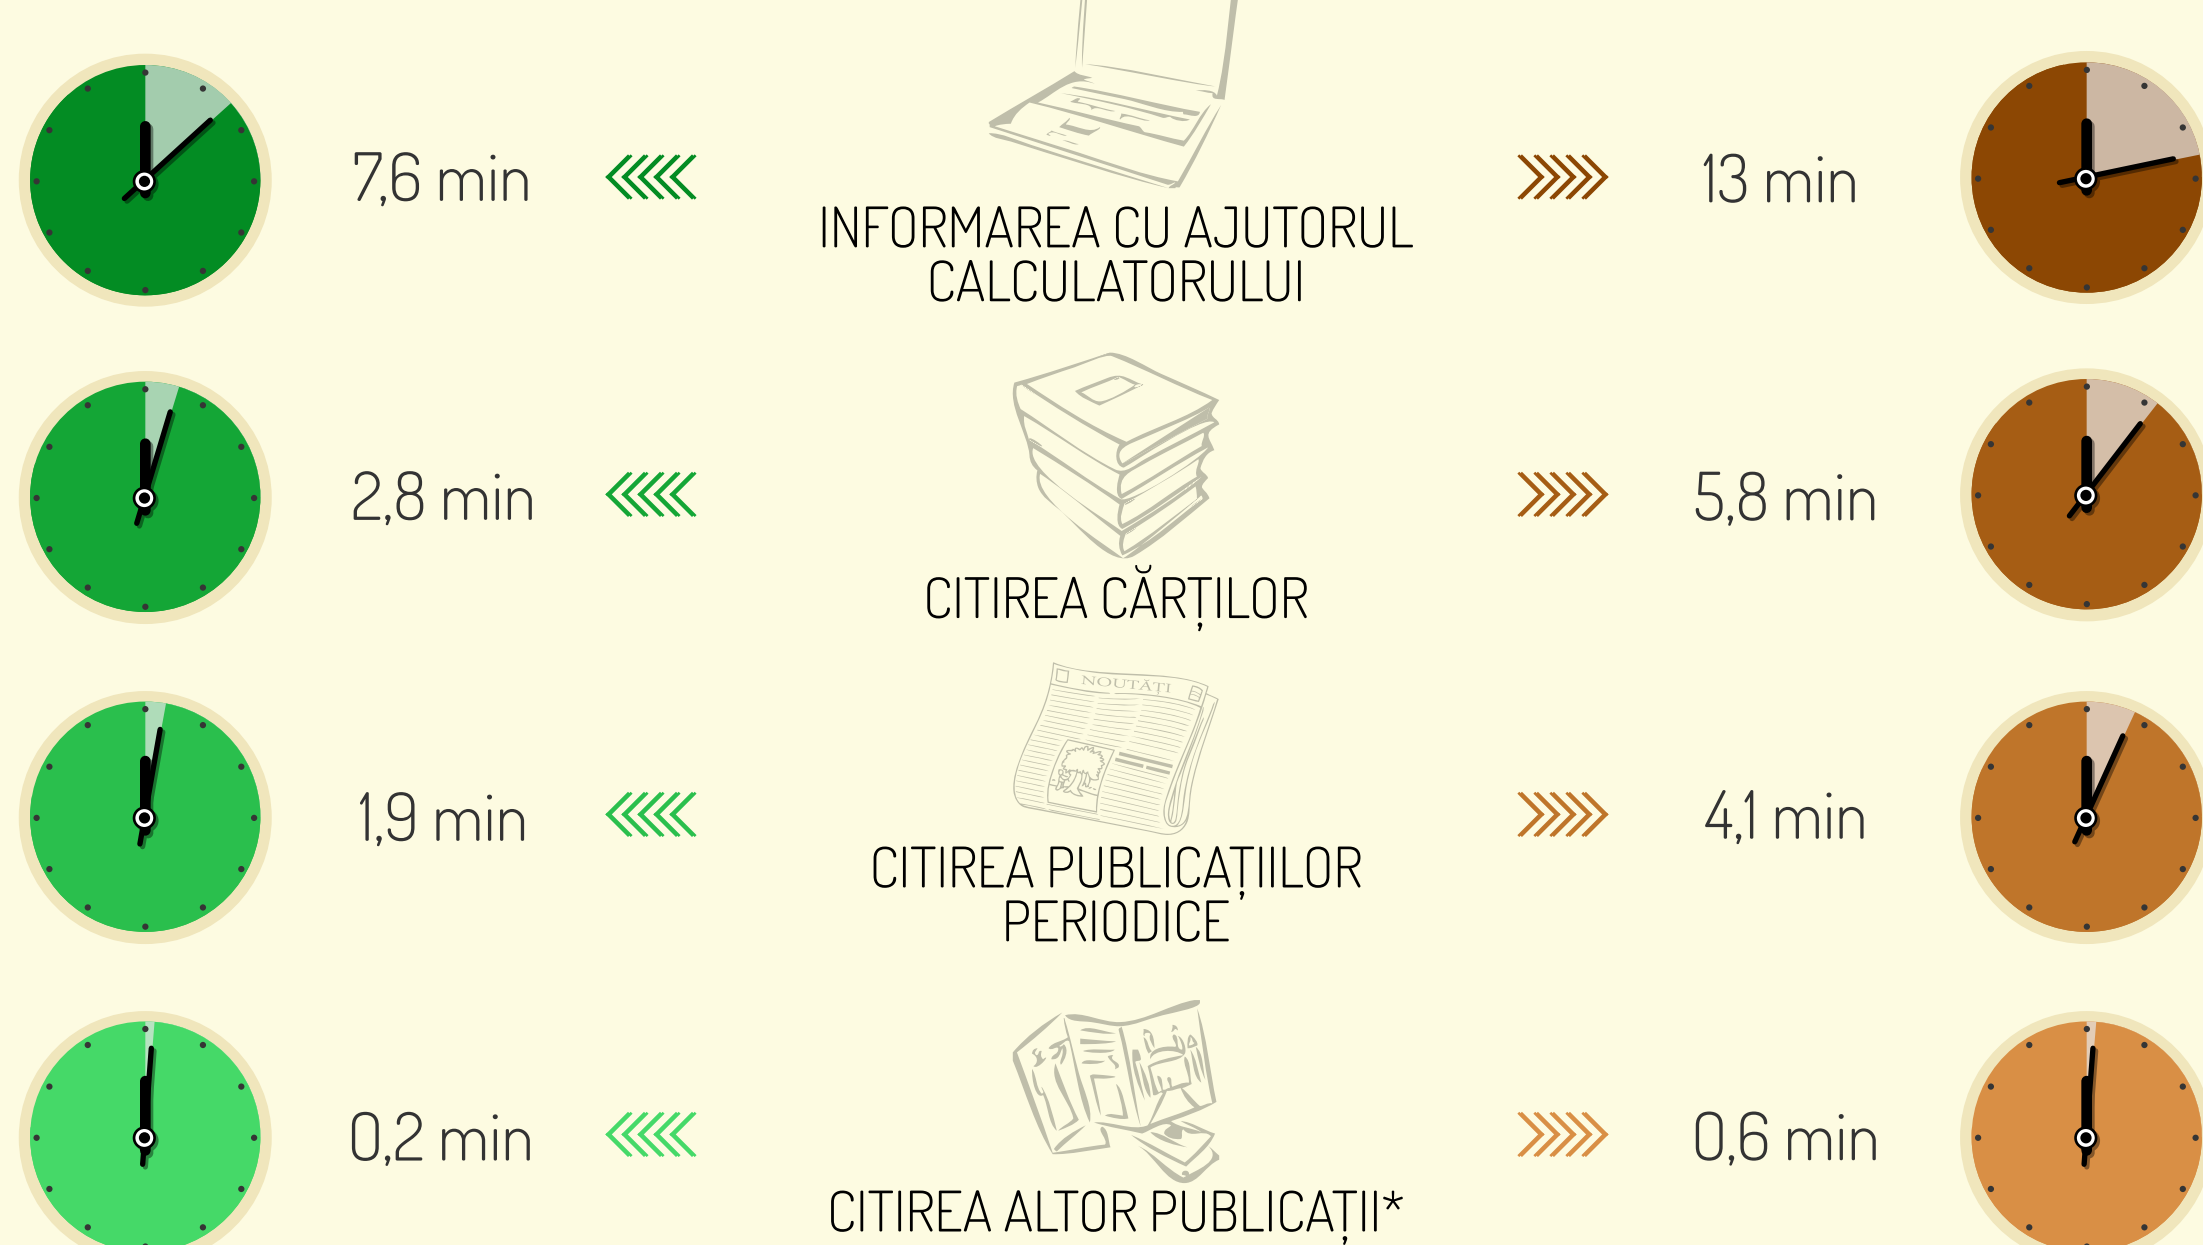 7,6 min
13 min
INFORMAREA CU AJUTORUL
CALCULATORULUI
2,8 min
5,8 min
CITIREA CĂRȚILOR
NOUTĂȚI
1,9 min
4,1 min
CITIREA PUBLICAȚIILOR
PERIODICE
0,2 min
0,6 min
CITIREA ALTOR PUBLICAȚII*